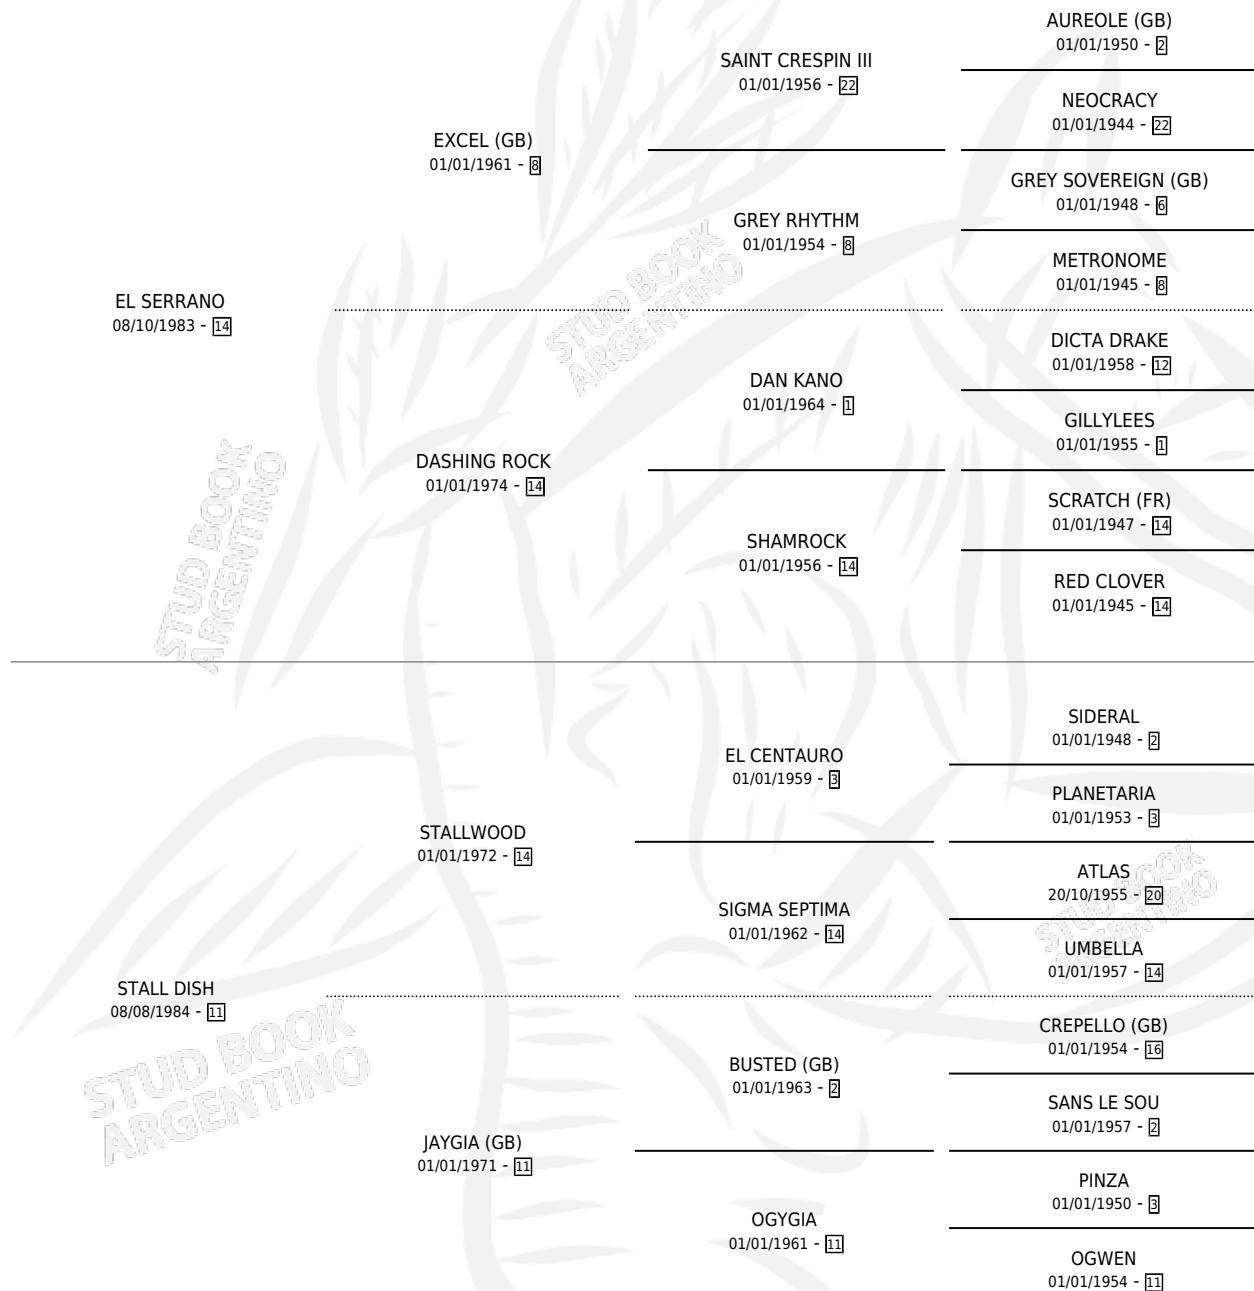 EL SERRANO
08/10/1983 - 14
EXCEL (GB)
01/01/1961 - 8
DASHING ROCK
01/01/1974 - 14
SAINT CRESPIN III
01/01/1956 - 22
GREY RHYTHM
01/01/1954 - 8
DAN KANO
01/01/1964 - 1
SHAMROCK
01/01/1956 - 14
AUREOLE (GB)
01/01/1950 - 2
NEOCRACY
01/01/1944 - 22
GREY SOVEREIGN (GB)
01/01/1948 - 6
METRONOME
01/01/1945 - 8
DICTA DRAKE
01/01/1958 - 12
GILLYLEES
01/01/1955 - 1
SCRATCH (FR)
01/01/1947 - 14
RED CLOVER
01/01/1945 - 14
STALL DISH
08/08/1984 - 11
STALLWOOD
01/01/1972 - 14
JAYGIA (GB)
01/01/1971 - 11
EL CENTAURO
01/01/1959 - 3
SIGMA SEPTIMA
01/01/1962 - 14
BUSTED (GB)
01/01/1963 - 2
OGYGIA
01/01/1961 - 11
SIDERAL
01/01/1948 - 2
PLANETARIA
01/01/1953 - 3
ATLAS
20/10/1955 - 20
UMBELLA
01/01/1957 - 14
CREPELLO (GB)
01/01/1954 - 16
SANS LE SOU
01/01/1957 - 2
PINZA
01/01/1950 - 3
OGWEN
01/01/1954 - 11
STUD BOOK
ARGENTINO
STUD BOOK
ARGENTINO
STUD BOOK
ARGENTINO
STUD BOOK
ARGENTINO